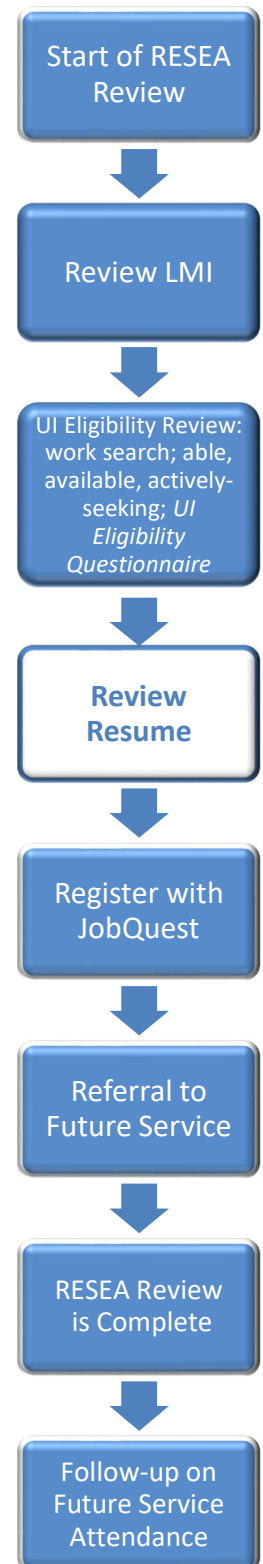 Start of RESEA
Review
Review LMI
UI Eligibility Review:
work search; able,
available, actively-
seeking; UI
Eligibility
Questionnaire
Review
Resume
Register with
JobQuest
Referral to
Future Service
RESEA Review
is Complete
Follow-up on
Future Service
Attendance